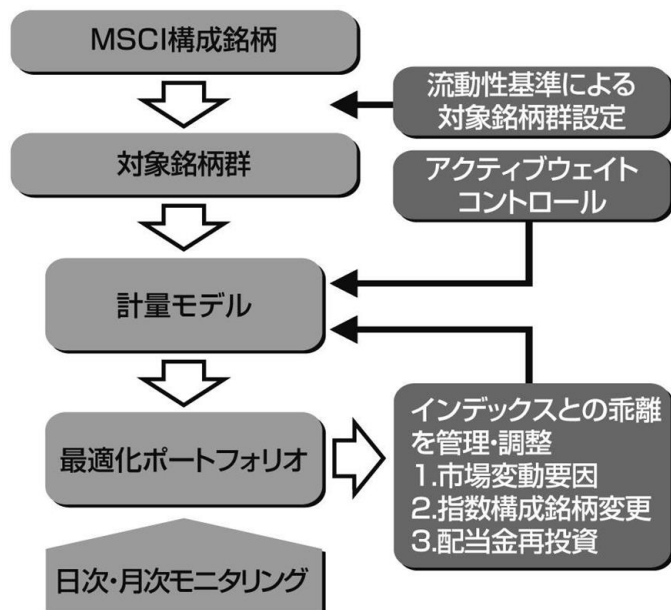 MSCI構成銘柄
流動性基準による
対象銘柄群設定
対象銘柄群
アクティブウェイト
コントロール
計量モデル
最適化ポートフォリオ
インデックスとの乖離
を管理・調整
1.市場変動要因
2.指数構成銘柄変更
3.配当金再投資
日次・月次モニタリング